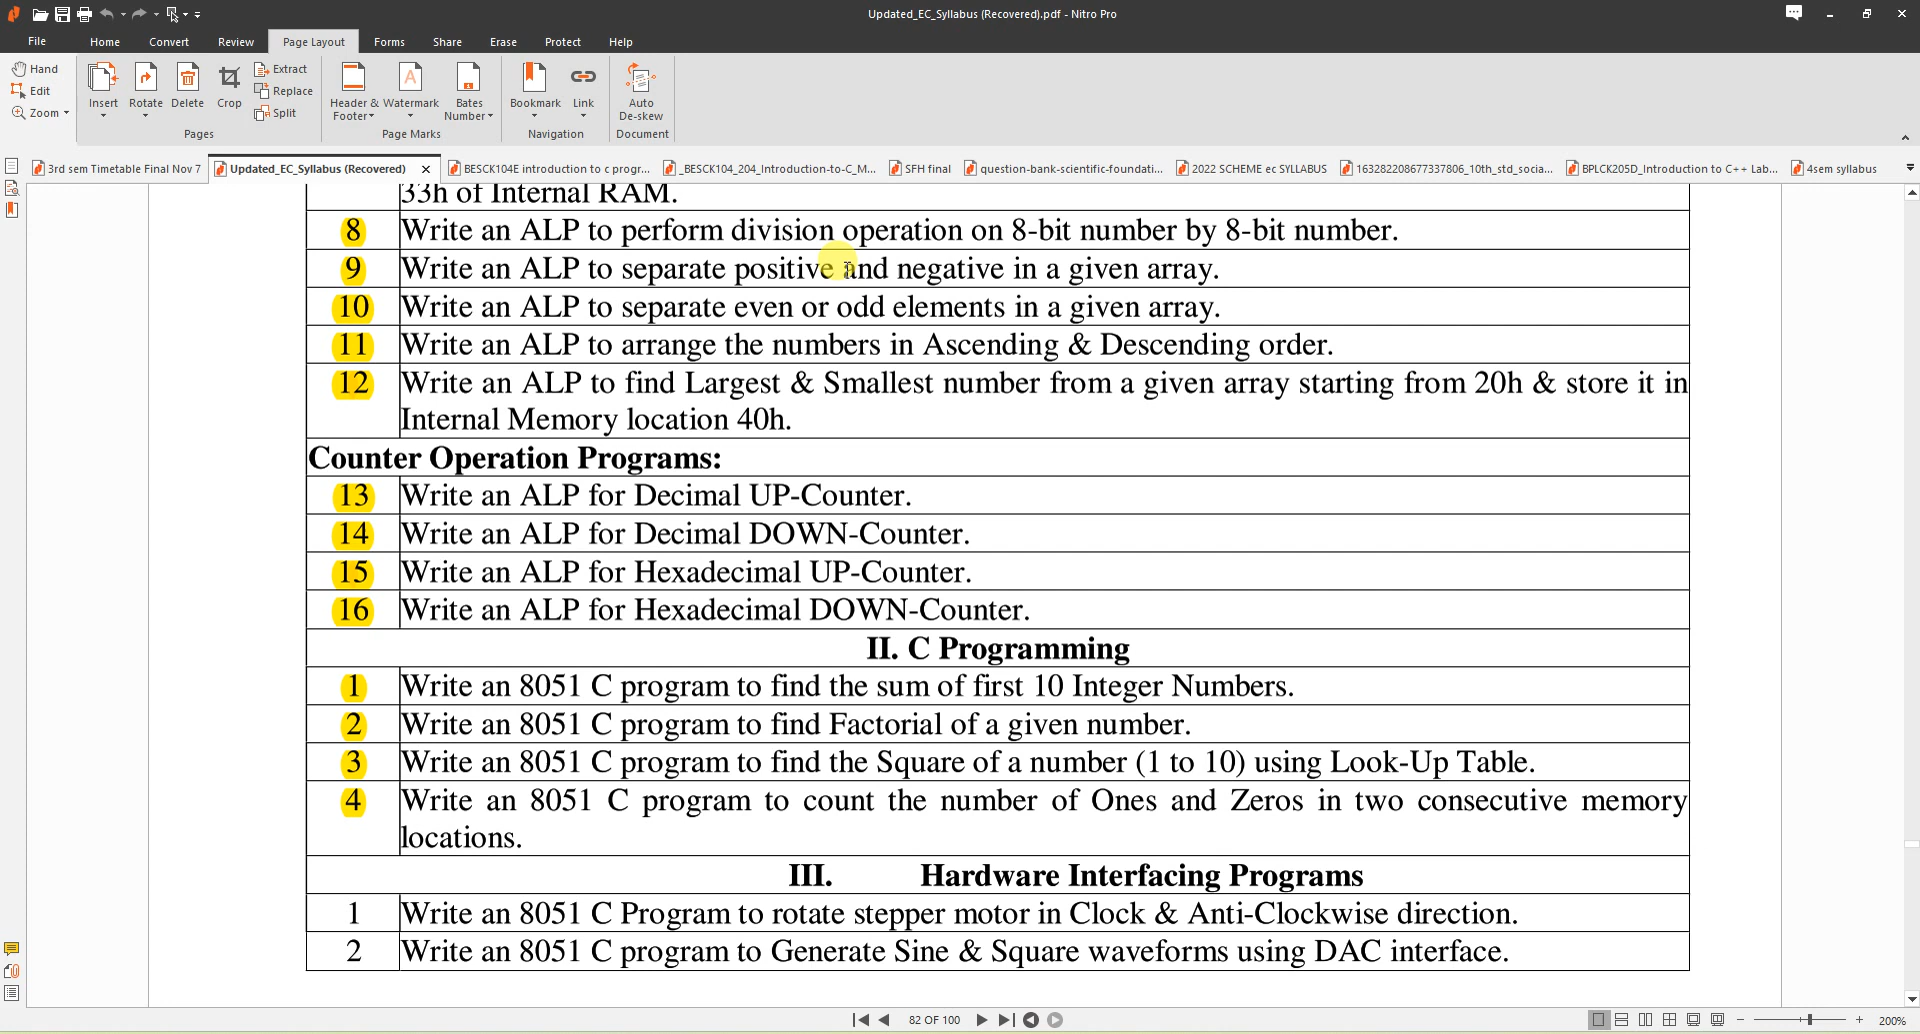 Updated_EC_Syllabus (Recovered).pdf - Nitro Pro
File Home Convert Review Page Layout Forms Share Erase Protect Help
Hand
Edit
Zoom
Insert Rotate Delete Crop
Extract
Replace
Split
Pages
Header & Footer
Watermark
Bates Number
Page Marks
Bookmark Link
Navigation
Auto De-skew
Document
3rd sem Timetable Final Nov 7 Updated_EC_Syllabus (Recovered) BESCK104E introduction to c progr... _BESCK104_204_Introduction-to-C_M... SFH final question-bank-scientific-foundati... 2022 SCHEME ec SYLLABUS 163282208677337806_10th_std_socia... BPLCK205D_Introduction to C++ Lab... 4sem syllabus
33h of Internal RAM.
8 Write an ALP to perform division operation on 8-bit number by 8-bit number.
9 Write an ALP to separate positive and negative in a given array.
10 Write an ALP to separate even or odd elements in a given array.
11 Write an ALP to arrange the numbers in Ascending & Descending order.
12 Write an ALP to find Largest & Smallest number from a given array starting from 20h & store it in
Internal Memory location 40h.
Counter Operation Programs:
13 Write an ALP for Decimal UP-Counter.
14 Write an ALP for Decimal DOWN-Counter.
15 Write an ALP for Hexadecimal UP-Counter.
16 Write an ALP for Hexadecimal DOWN-Counter.
II. C Programming
1 Write an 8051 C program to find the sum of first 10 Integer Numbers.
2 Write an 8051 C program to find Factorial of a given number.
3 Write an 8051 C program to find the Square of a number (1 to 10) using Look-Up Table.
4 Write an 8051 C program to count the number of Ones and Zeros in two consecutive memory
locations.
III. Hardware Interfacing Programs
1 Write an 8051 C Program to rotate stepper motor in Clock & Anti-Clockwise direction.
2 Write an 8051 C program to Generate Sine & Square waveforms using DAC interface.
82 OF 100
200%